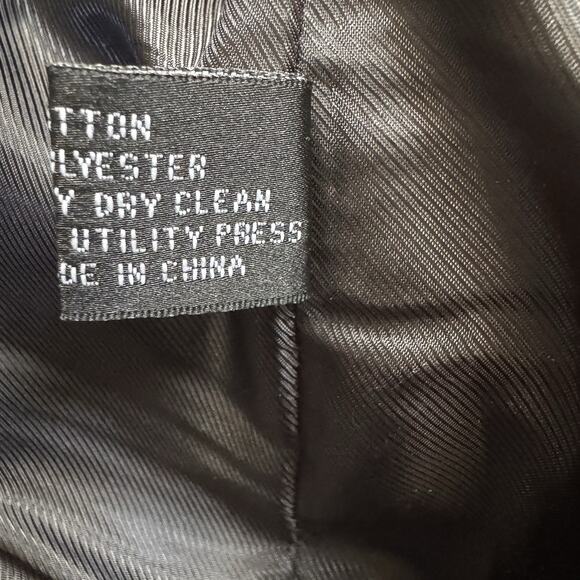 TTON
LYESTER
Y DRY CLEAN
UTILITY PRESS
DE IN CHINA